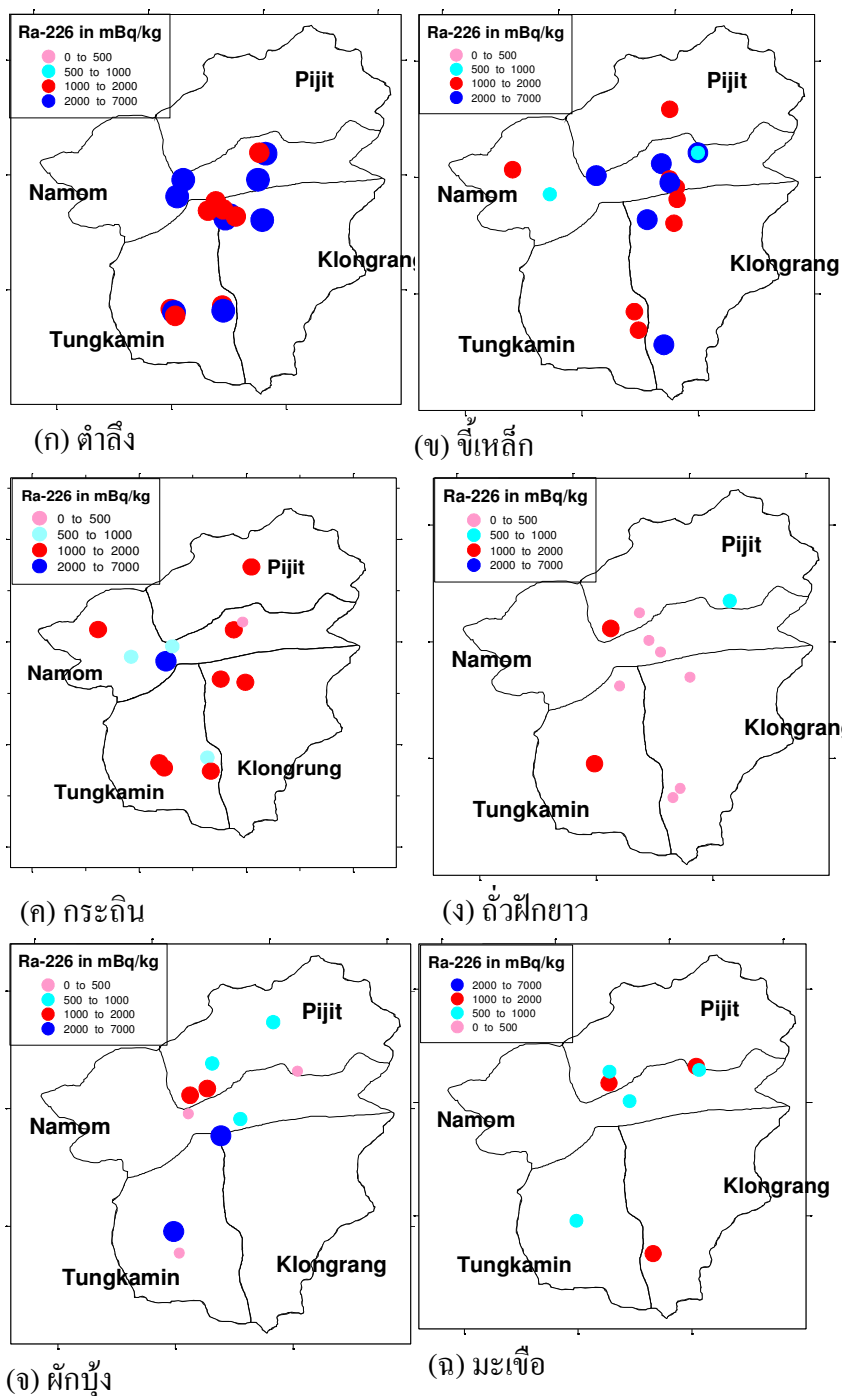 Ra-226 in mBq/kg
0 to 500
500 to 1000
1000 to 2000
2000 to 7000
Pijit
Namom
Klongrang
Tungkamin
(ก) ตำลึง
Ra-226 in mBq/kg
0 to 500
500 to 1000
1000 to 2000
2000 to 7000
Pijit
Namom
Klongrang
Tungkamin
(ข) ขี้เหล็ก
Ra-226 in mBq/kg
0 to 500
500 to 1000
1000 to 2000
2000 to 7000
Pijit
Namom
Klongrung
Tungkamin
(ค) กระถิน
Ra-226 in mBq/kg
0 to 500
500 to 1000
1000 to 2000
2000 to 7000
Pijit
Namom
Klongrang
Tungkamin
(ง) ถั่วฝักยาว
Ra-226 in mBq/kg
0 to 500
500 to 1000
1000 to 2000
2000 to 7000
Pijit
Namom
Klongrang
Tungkamin
(จ) ผักบุ้ง
Ra-226 in mBq/kg
2000 to 7000
1000 to 2000
500 to 1000
0 to 500
Pijit
Namom
Klongrang
Tungkamin
(ฉ) มะเขือ